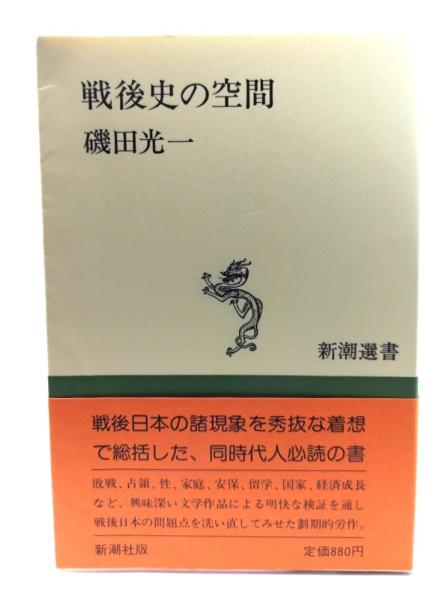 戦後史の空間
磯田光一
新潮選書
戦後日本の諸現象を秀抜な着想
で総括した、同時代人必読の書
敗戦、占領、性、家庭、安保、留学、国家、経済成長
など、興味深い文学作品による明快な検証を通し
戦後日本の問題点を洗い直してみせた劃期的労作。
新潮社版
定価880円